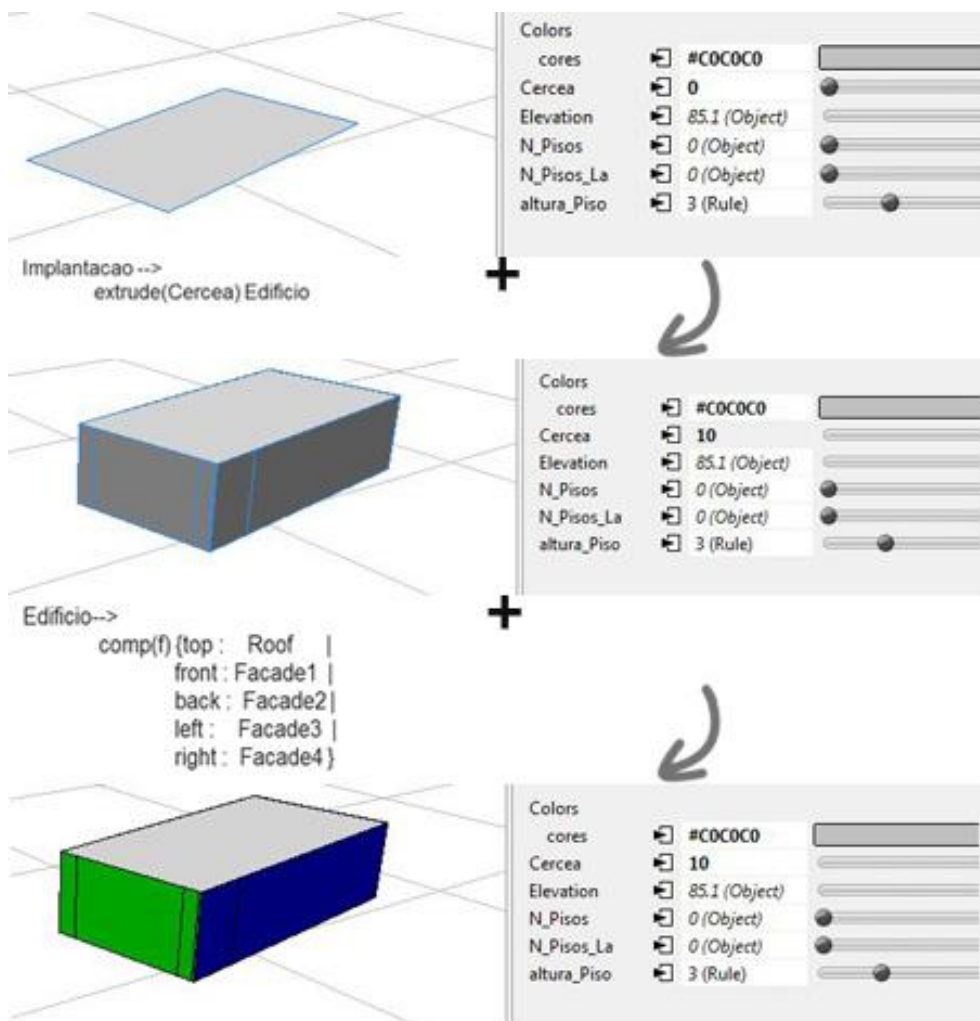 Colors
cores #C0C0C0
Cercea 0
Elevation 85.1 (Object)
N_Pisos 0 (Object)
N_Pisos_La 0 (Object)
altura_Piso 3 (Rule)
Implantacao -->
extrude(Cercea) Edificio
+
Colors
cores #C0C0C0
Cercea 10
Elevation 85.1 (Object)
N_Pisos 0 (Object)
N_Pisos_La 0 (Object)
altura_Piso 3 (Rule)
Edificio-->
+
comp(f) {top : Roof |
front : Facade1 |
back : Facade2|
left : Facade3 |
right : Facade4 }
Colors
cores #C0C0C0
Cercea 10
Elevation 85.1 (Object)
N_Pisos 0 (Object)
N_Pisos_La 0 (Object)
altura_Piso 3 (Rule)